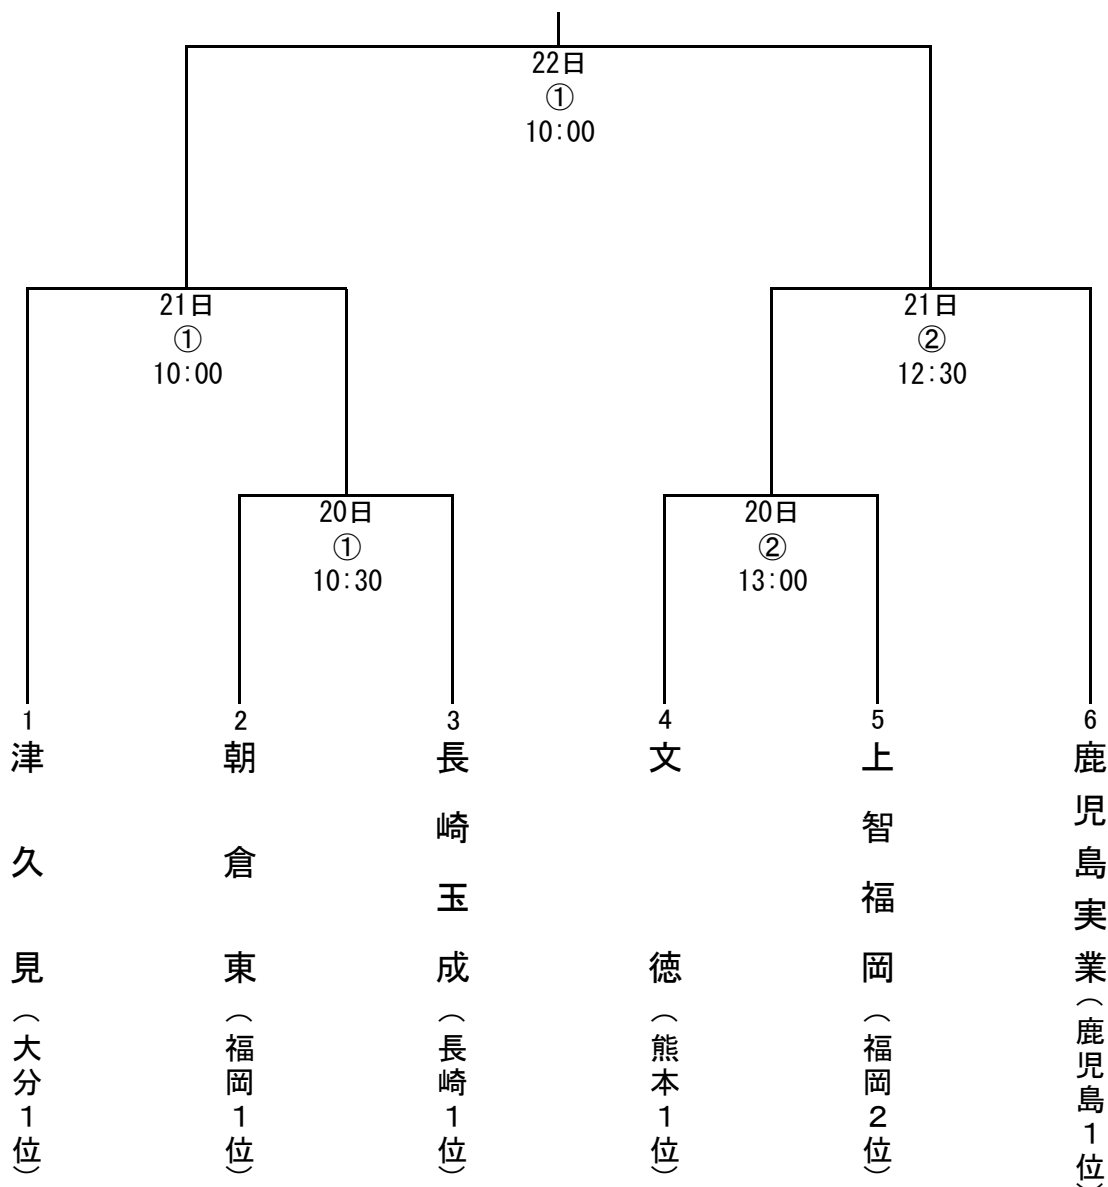 22日
①
10:00
21日
①
10:00
21日
②
12:30
20日
①
10:30
20日
②
13:00
1
津久見（大分１位）
2
朝倉東（福岡１位）
3
長崎玉成（長崎１位）
4
文徳（熊本１位）
5
上智福岡（福岡２位）
6
鹿児島実業（鹿児島１位）